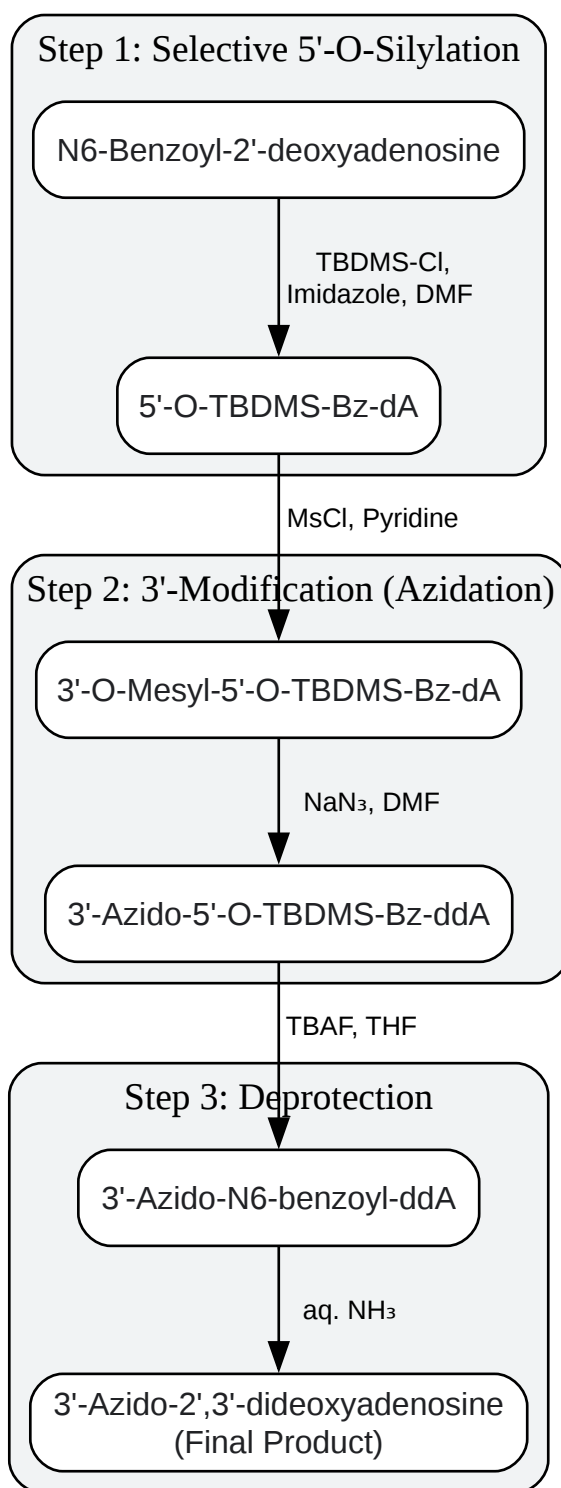 Step 1: Selective 5'-O-Silylation
N6-Benzoyl-2'-deoxyadenosine
TBDMS-Cl,
Imidazole, DMF
5'-O-TBDMS-Bz-dA
MsCl, Pyridine
Step 2: 3'-Modification (Azidation)
3'-O-Mesyl-5'-O-TBDMS-Bz-dA
NaN₃, DMF
3'-Azido-5'-O-TBDMS-Bz-ddA
TBAF, THF
Step 3: Deprotection
3'-Azido-N6-benzoyl-ddA
aq. NH₃
3'-Azido-2',3'-dideoxyadenosine
(Final Product)